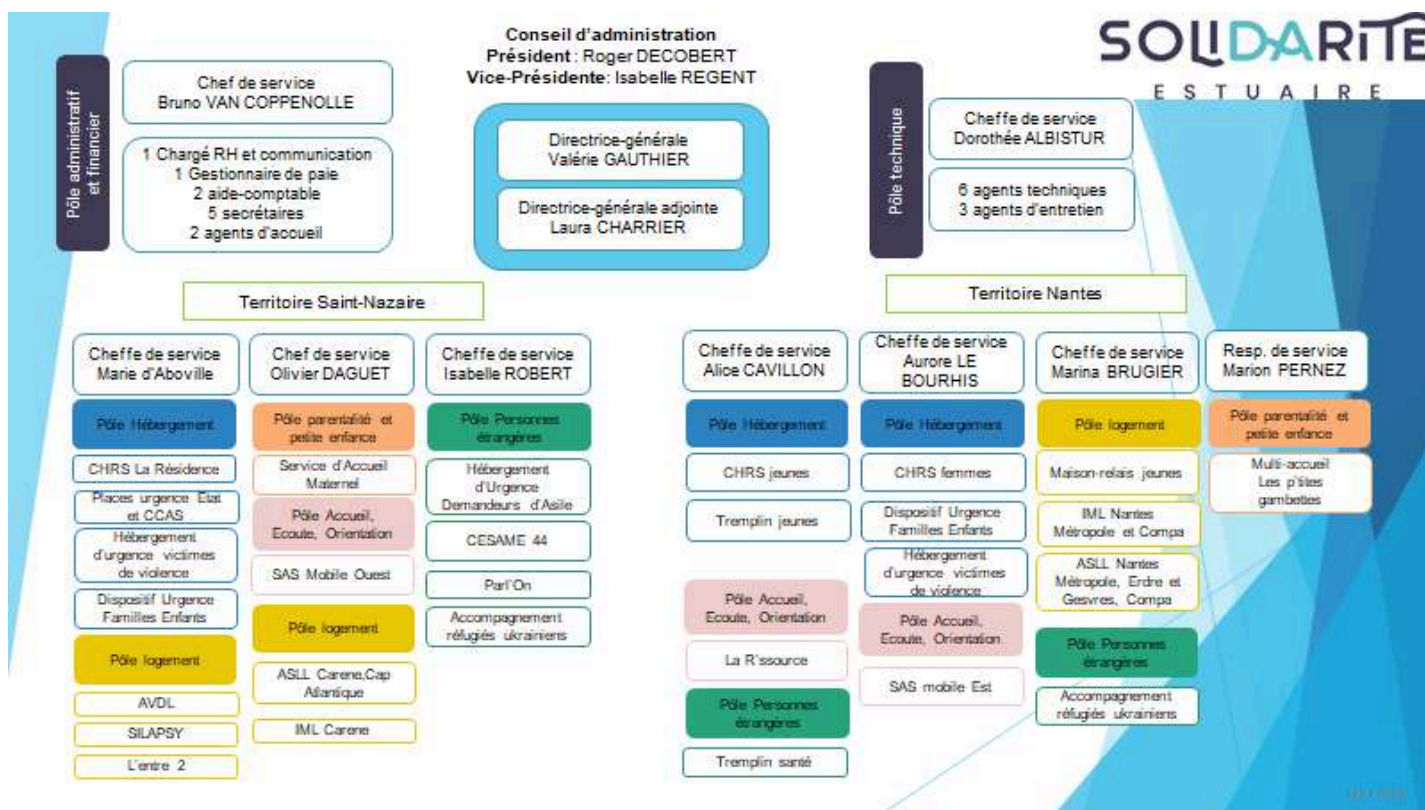 SOLIDARITE
ESTUAIRE
Conseil d'administration
Président : Roger DECOBERT
Vice-Présidente: Isabelle REGENT
Pôle administratif
et financier
Chef de service
Bruno VAN COPPENOLLE
1 Chargé RH et communication
1 Gestionnaire de paie
2 aide-comptable
5 secrétaires
2 agents d'accueil
Directrice-générale
Valérie GAUTHIER
Directrice-générale adjointe
Laura CHARRIER
Pôle technique
Cheffe de service
Dorothée ALBISTUR
6 agents techniques
3 agents d'entretien
Territoire Saint-Nazaire
Cheffe de service
Marie d'Aboville
Pôle Hébergement
CHRS La Résidence
Places urgence Etat
et CCAS
Hébergement
d'urgence victimes
de violence
Dispositif Urgence
Familles Enfants
Pôle logement
AVDL
SILAPSY
L'entre 2
Chef de service
Olivier DAGUET
Pôle parentalité et
petite enfance
Service d'Accueil
Maternel
Pôle Accueil,
Ecoute, Orientation
SAS Mobile Ouest
Pôle logement
ASLL Carene,Cap
Atlantique
IML Carene
Cheffe de service
Isabelle ROBERT
Pôle Personnes
étrangères
Hébergement
d'Urgence
Demandeurs d'Asile
CESAME 44
Parl'On
Accompagnement
réfugiés ukrainiens
Territoire Nantes
Cheffe de service
Alice CAVILLON
Pôle Hébergement
CHRS jeunes
Tremplin jeunes
Pôle Accueil,
Ecoute, Orientation
La R'ssource
Pôle Personnes
étrangères
Tremplin santé
Cheffe de service
Aurore LE
BOURHIS
Pôle Hébergement
CHRS femmes
Dispositif Urgence
Familles Enfants
Hébergement
d'urgence victimes
de violence
Pôle Accueil,
Ecoute, Orientation
SAS mobile Est
Cheffe de service
Marina BRUGIER
Pôle logement
Maison-relais jeunes
IML Nantes
Métropole et Compa
ASLL Nantes
Métropole, Erdre et
Gesvres, Compa
Pôle Personnes
étrangères
Accompagnement
réfugiés ukrainiens
Resp. de service
Marion PERNEZ
Pôle parentalité et
petite enfance
Multi-accueil
Les p'tites
gambettes